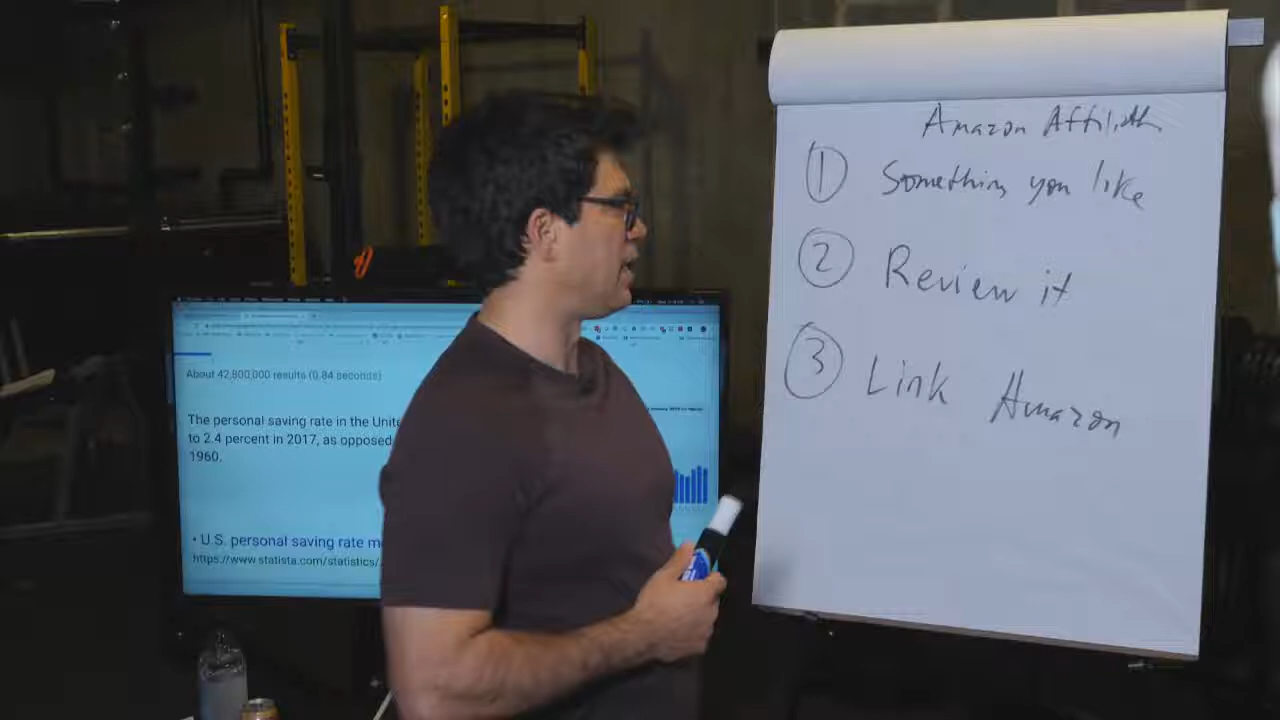 Amazon Affiliate
① Something you like
② Review it
③ Link Amazon
About 42,800,000 results (0.84 seconds)
The personal saving rate in the Unite
to 2.4 percent in 2017, as opposed
1960.
• U.S. personal saving rate m
https://www.statista.com/statistics/